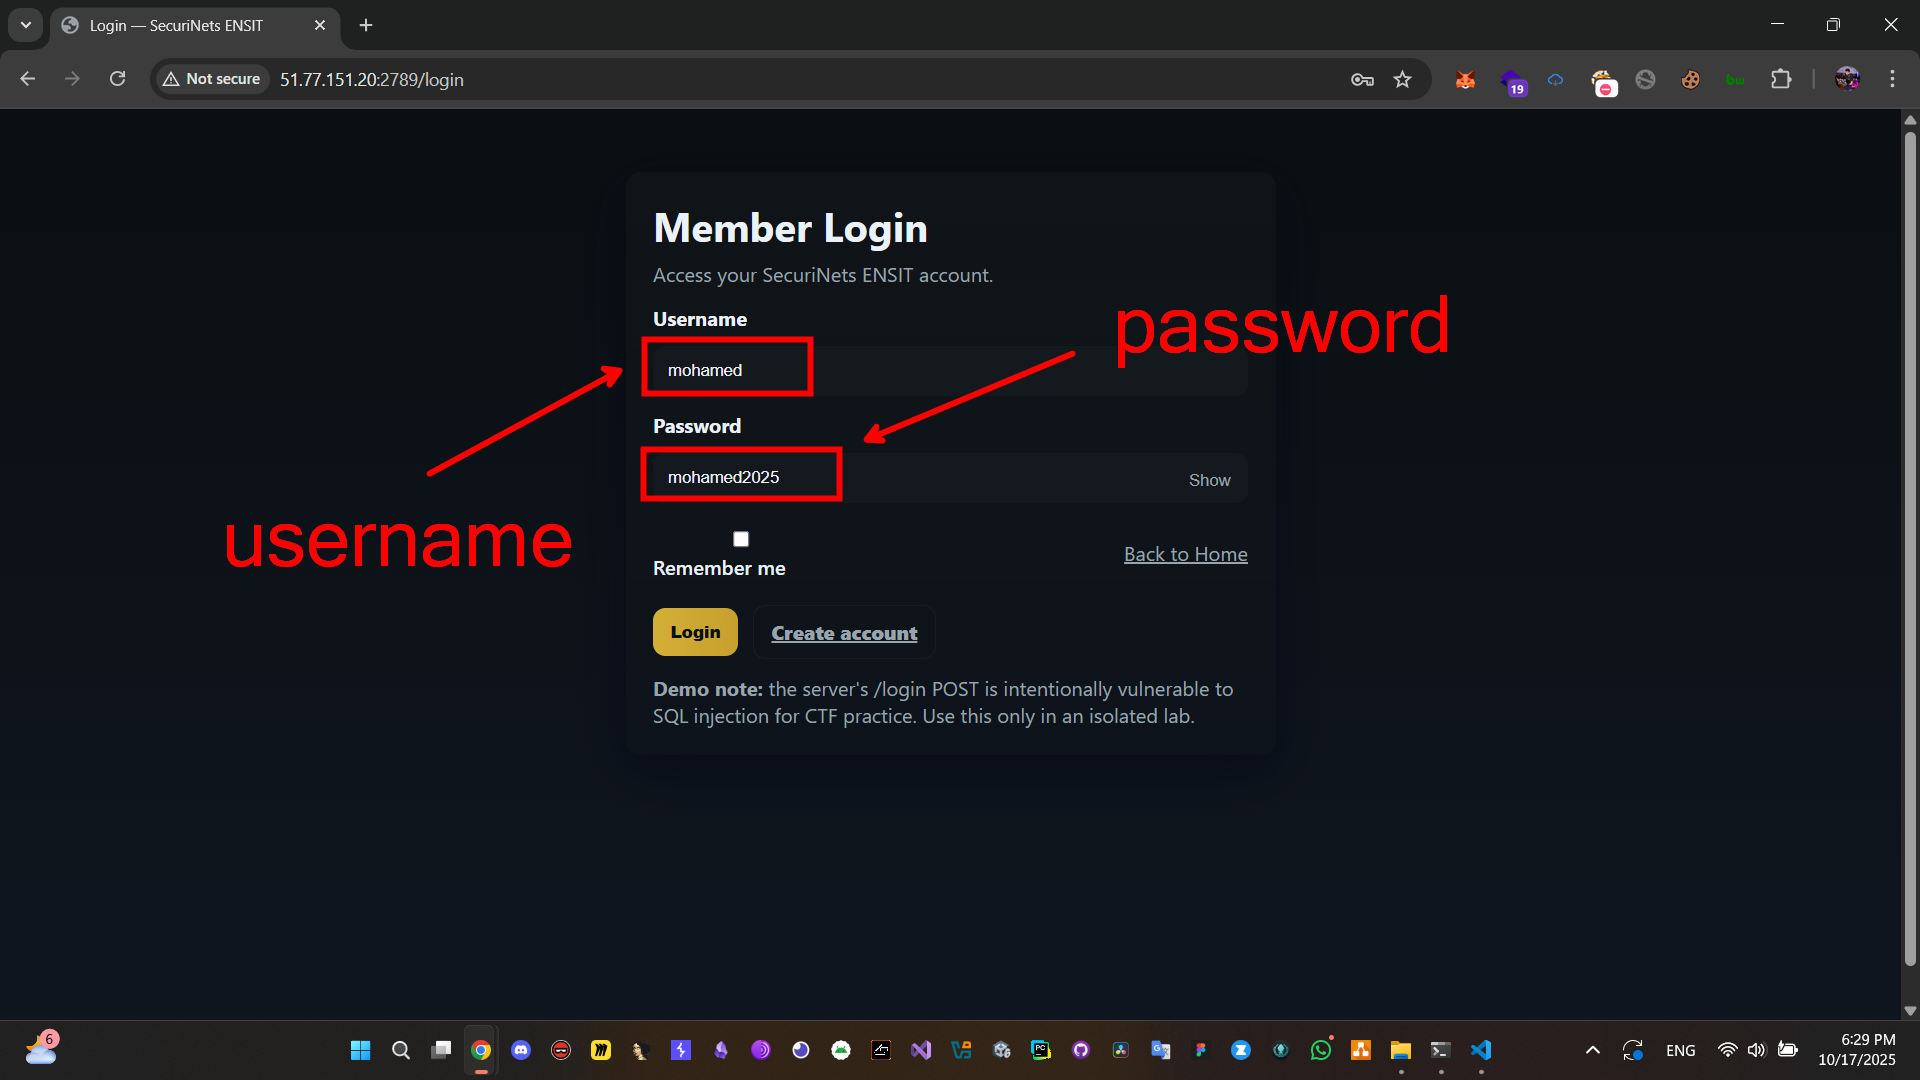 Login — SecuriNets ENSIT
Not secure
51.77.151.20:2789/login
19
bw
Member Login
Access your SecuriNets ENSIT account.
Username
password
mohamed
Password
mohamed2025
Show
username
Remember me
Back to Home
Login
Create account
Demo note: the server's /login POST is intentionally vulnerable to
SQL injection for CTF practice. Use this only in an isolated lab.
6
ENG
6:29 PM
10/17/2025